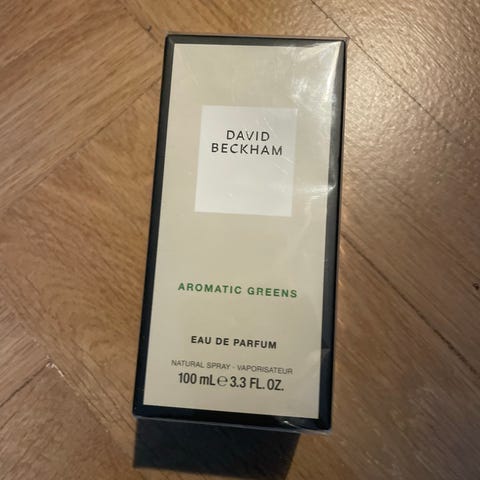 DAVID
BECKHAM
AROMATIC GREENS
EAU DE PARFUM
NATURAL SPRAY - VAPORISATEUR
100 mL ℮ 3.3 FL. OZ.